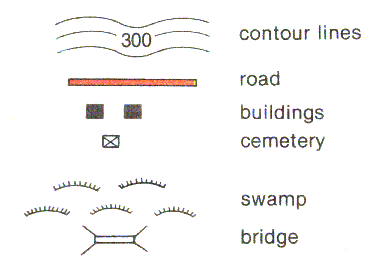 300 contour lines
road
buildings
cemetery
swamp
bridge